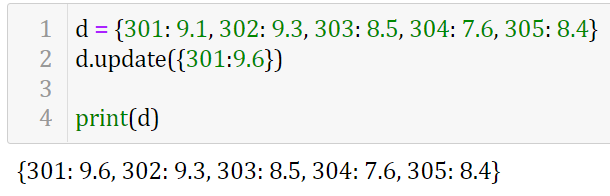 1 d = {301: 9.1, 302: 9.3, 303: 8.5, 304: 7.6, 305: 8.4}
2 d.update({301:9.6})
3
4 print(d)
{301: 9.6, 302: 9.3, 303: 8.5, 304: 7.6, 305: 8.4}